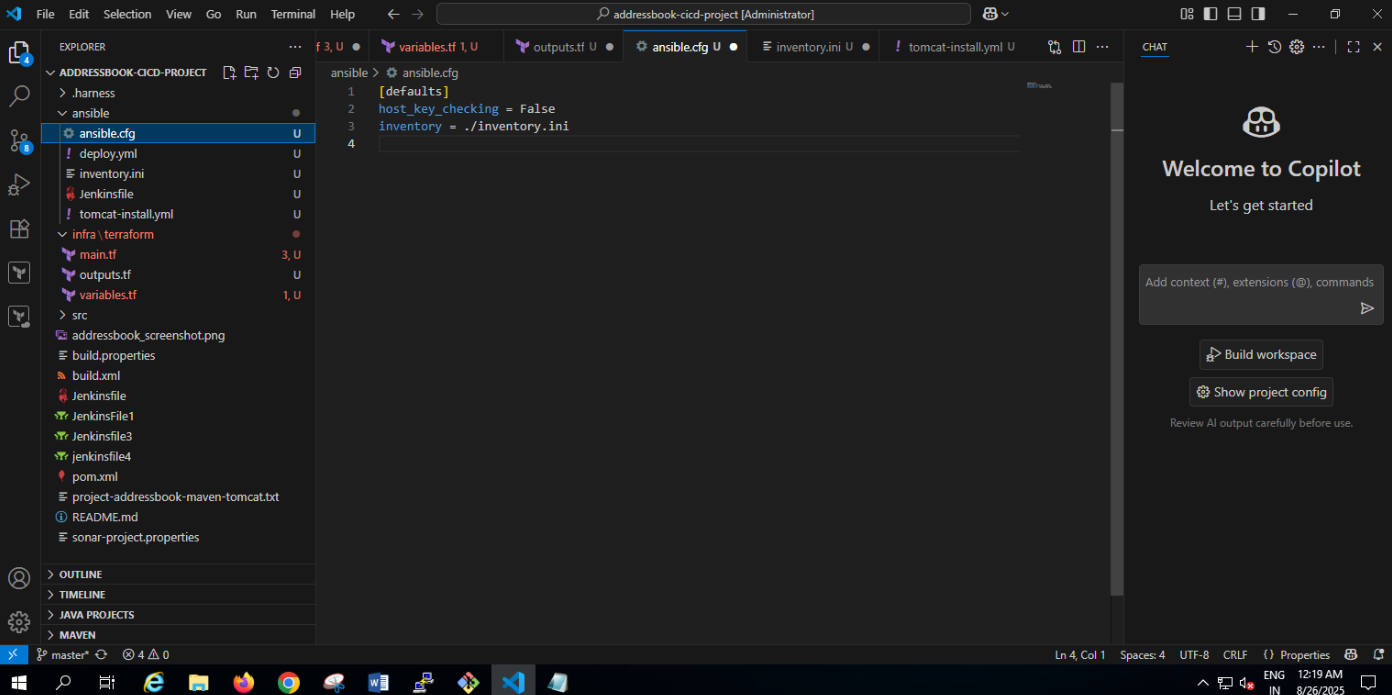 File Edit Selection View Go Run Terminal Help
addressbook-cicd-project [Administrator]
EXPLORER
f 3, U
variables.tf 1, U
outputs.tf U
ansible.cfg U
inventory.ini U
tomcat-install.yml U
CHAT
ADDRESSBOOK-CICD-PROJECT
.harness
ansible
ansible.cfg U
deploy.yml U
inventory.ini U
Jenkinsfile U
tomcat-install.yml U
infra\terraform
main.tf 3, U
outputs.tf U
variables.tf 1, U
src
addressbook_screenshot.png
build.properties
build.xml
Jenkinsfile
JenkinsFile1
Jenkinsfile3
jenkinsfile4
pom.xml
project-addressbook-maven-tomcat.txt
README.md
sonar-project.properties
OUTLINE
TIMELINE
JAVA PROJECTS
MAVEN
4
8
ansible > ansible.cfg
1 [defaults]
2 host_key_checking = False
3 inventory = ./inventory.ini
4
Welcome to Copilot
Let's get started
Add context (#), extensions (@), commands
Build workspace
Show project config
Review AI output carefully before use.
master* 4 0
Ln 4, Col 1 Spaces: 4 UTF-8 CRLF {} Properties
ENG
IN
12:19 AM
8/26/2025